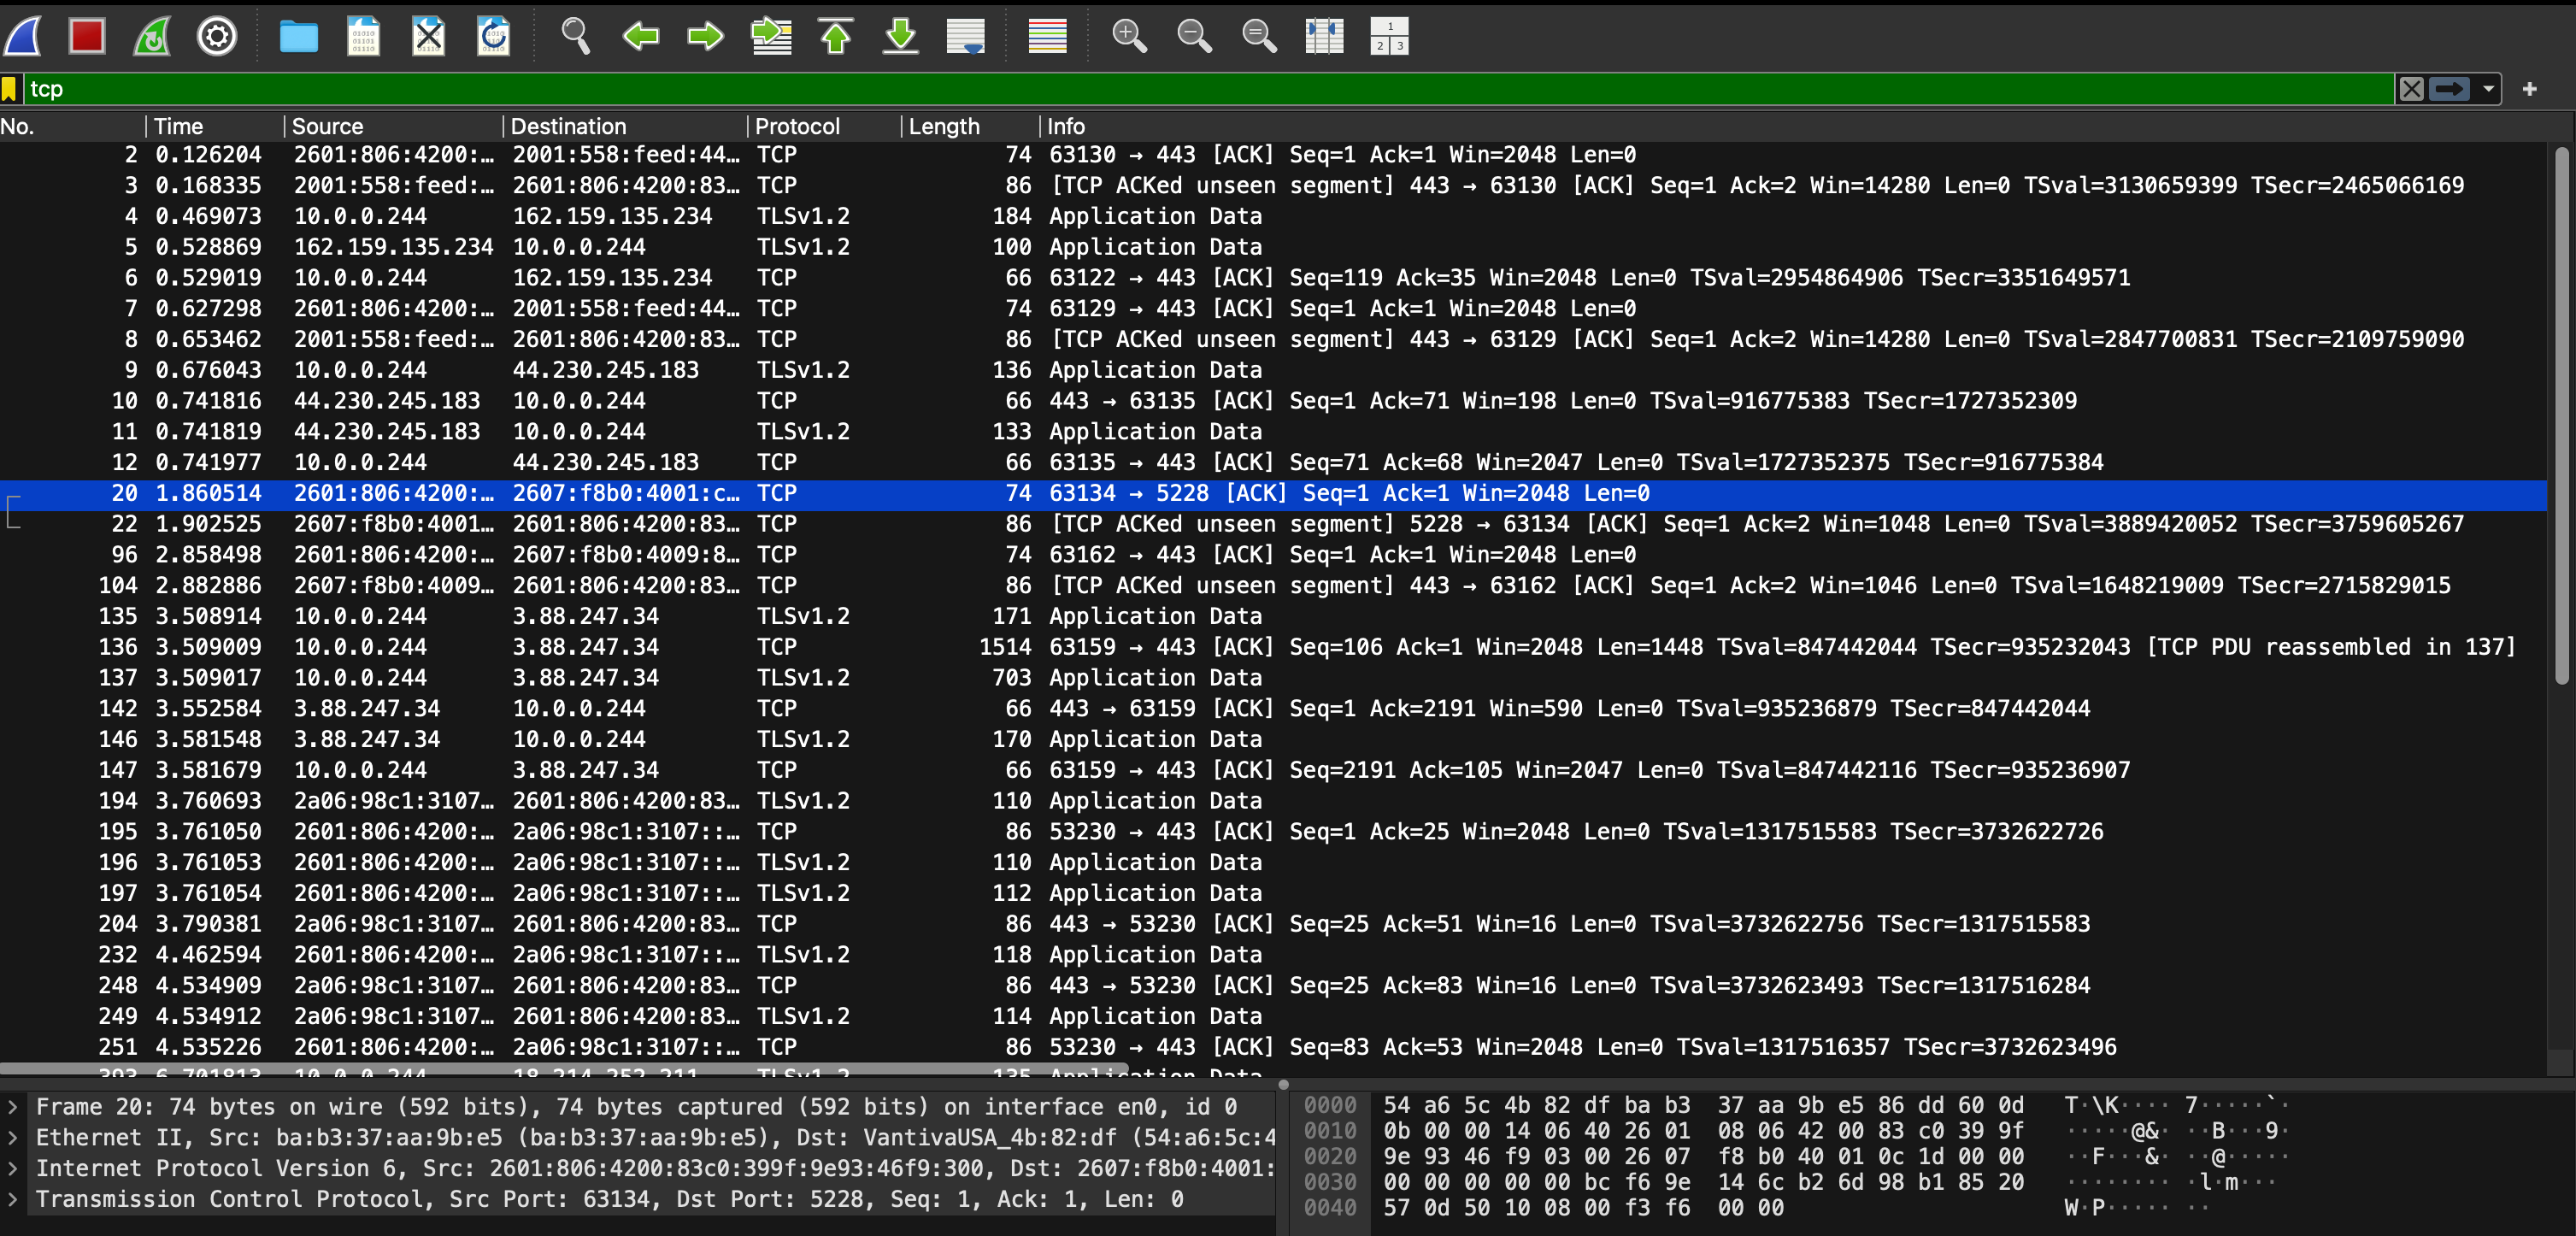 tcp
No. Time Source Destination Protocol Length Info
2 0.126204 2601:806:4200:… 2001:558:feed:44… TCP 74 63130 → 443 [ACK] Seq=1 Ack=1 Win=2048 Len=0
3 0.168335 2001:558:feed:… 2601:806:4200:83… TCP 86 [TCP ACKed unseen segment] 443 → 63130 [ACK] Seq=1 Ack=2 Win=14280 Len=0 TSval=3130659399 TSecr=2465066169
4 0.469073 10.0.0.244 162.159.135.234 TLSv1.2 184 Application Data
5 0.528869 162.159.135.234 10.0.0.244 TLSv1.2 100 Application Data
6 0.529019 10.0.0.244 162.159.135.234 TCP 66 63122 → 443 [ACK] Seq=119 Ack=35 Win=2048 Len=0 TSval=2954864906 TSecr=3351649571
7 0.627298 2601:806:4200:… 2001:558:feed:44… TCP 74 63129 → 443 [ACK] Seq=1 Ack=1 Win=2048 Len=0
8 0.653462 2001:558:feed:… 2601:806:4200:83… TCP 86 [TCP ACKed unseen segment] 443 → 63129 [ACK] Seq=1 Ack=2 Win=14280 Len=0 TSval=2847700831 TSecr=2109759090
9 0.676043 10.0.0.244 44.230.245.183 TLSv1.2 136 Application Data
10 0.741816 44.230.245.183 10.0.0.244 TCP 66 443 → 63135 [ACK] Seq=1 Ack=71 Win=198 Len=0 TSval=916775383 TSecr=1727352309
11 0.741819 44.230.245.183 10.0.0.244 TLSv1.2 133 Application Data
12 0.741977 10.0.0.244 44.230.245.183 TCP 66 63135 → 443 [ACK] Seq=71 Ack=68 Win=2047 Len=0 TSval=1727352375 TSecr=916775384
20 1.860514 2601:806:4200:… 2607:f8b0:4001:c… TCP 74 63134 → 5228 [ACK] Seq=1 Ack=1 Win=2048 Len=0
22 1.902525 2607:f8b0:4001… 2601:806:4200:83… TCP 86 [TCP ACKed unseen segment] 5228 → 63134 [ACK] Seq=1 Ack=2 Win=1048 Len=0 TSval=3889420052 TSecr=3759605267
96 2.858498 2601:806:4200:… 2607:f8b0:4009:8… TCP 74 63162 → 443 [ACK] Seq=1 Ack=1 Win=2048 Len=0
104 2.882886 2607:f8b0:4009… 2601:806:4200:83… TCP 86 [TCP ACKed unseen segment] 443 → 63162 [ACK] Seq=1 Ack=2 Win=1046 Len=0 TSval=1648219009 TSecr=2715829015
135 3.508914 10.0.0.244 3.88.247.34 TLSv1.2 171 Application Data
136 3.509009 10.0.0.244 3.88.247.34 TCP 1514 63159 → 443 [ACK] Seq=106 Ack=1 Win=2048 Len=1448 TSval=847442044 TSecr=935232043 [TCP PDU reassembled in 137]
137 3.509017 10.0.0.244 3.88.247.34 TLSv1.2 703 Application Data
142 3.552584 3.88.247.34 10.0.0.244 TCP 66 443 → 63159 [ACK] Seq=1 Ack=2191 Win=590 Len=0 TSval=935236879 TSecr=847442044
146 3.581548 3.88.247.34 10.0.0.244 TLSv1.2 170 Application Data
147 3.581679 10.0.0.244 3.88.247.34 TCP 66 63159 → 443 [ACK] Seq=2191 Ack=105 Win=2047 Len=0 TSval=847442116 TSecr=935236907
194 3.760693 2a06:98c1:3107… 2601:806:4200:83… TLSv1.2 110 Application Data
195 3.761050 2601:806:4200:… 2a06:98c1:3107::… TCP 86 53230 → 443 [ACK] Seq=1 Ack=25 Win=2048 Len=0 TSval=1317515583 TSecr=3732622726
196 3.761053 2601:806:4200:… 2a06:98c1:3107::… TLSv1.2 110 Application Data
197 3.761054 2601:806:4200:… 2a06:98c1:3107::… TLSv1.2 112 Application Data
204 3.790381 2a06:98c1:3107… 2601:806:4200:83… TCP 86 443 → 53230 [ACK] Seq=25 Ack=51 Win=16 Len=0 TSval=3732622756 TSecr=1317515583
232 4.462594 2601:806:4200:… 2a06:98c1:3107::… TLSv1.2 118 Application Data
248 4.534909 2a06:98c1:3107… 2601:806:4200:83… TCP 86 443 → 53230 [ACK] Seq=25 Ack=83 Win=16 Len=0 TSval=3732623493 TSecr=1317516284
249 4.534912 2a06:98c1:3107… 2601:806:4200:83… TLSv1.2 114 Application Data
251 4.535226 2601:806:4200:… 2a06:98c1:3107::… TCP 86 53230 → 443 [ACK] Seq=83 Ack=53 Win=2048 Len=0 TSval=1317516357 TSecr=3732623496
393 6.701813 10.0.0.244 18.214.252.211 TLSv1.2 135 Application Data
Frame 20: 74 bytes on wire (592 bits), 74 bytes captured (592 bits) on interface en0, id 0
Ethernet II, Src: ba:b3:37:aa:9b:e5 (ba:b3:37:aa:9b:e5), Dst: VantivaUSA_4b:82:df (54:a6:5c:4
Internet Protocol Version 6, Src: 2601:806:4200:83c0:399f:9e93:46f9:300, Dst: 2607:f8b0:4001:
Transmission Control Protocol, Src Port: 63134, Dst Port: 5228, Seq: 1, Ack: 1, Len: 0
0000 54 a6 5c 4b 82 df ba b3 37 aa 9b e5 86 dd 60 0d T·\K···· 7·····`·
0010 0b 00 00 14 06 40 26 01 08 06 42 00 83 c0 39 9f ·····@&· ··B···9·
0020 9e 93 46 f9 03 00 26 07 f8 b0 40 01 0c 1d 00 00 ··F···&· ··@·····
0030 00 00 00 00 00 bc f6 9e 14 6c b2 6d 98 b1 85 20 ········ ·l·m···
0040 57 0d 50 10 08 00 f3 f6 00 00 W·P····· ··